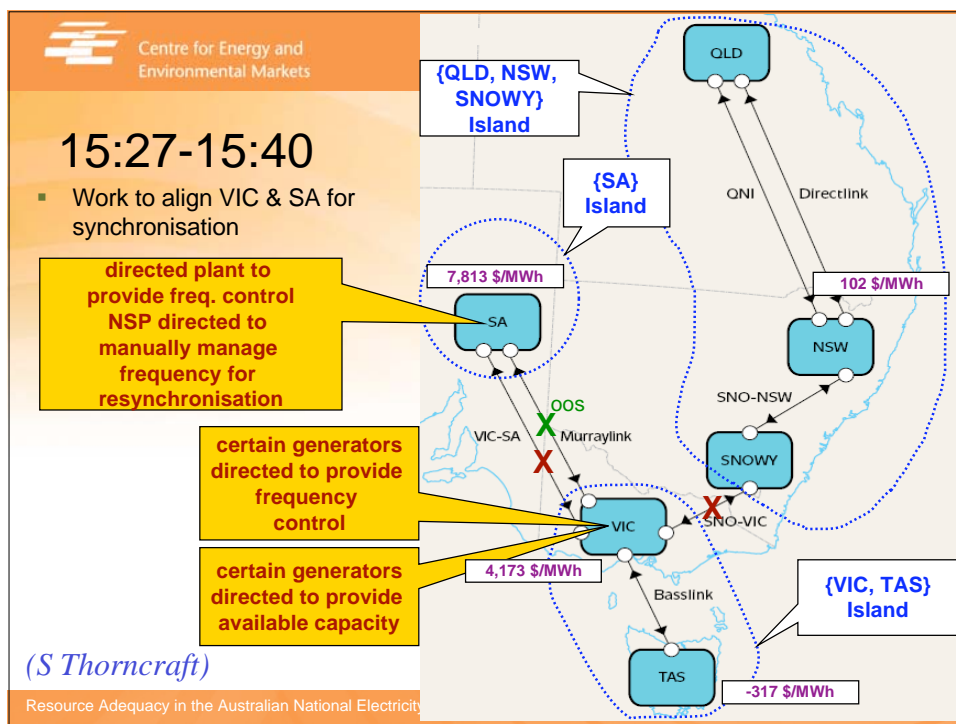 Centre for Energy and
Environmental Markets
15:27-15:40
Work to align VIC & SA for
synchronisation
directed plant to
provide freq. control
NSP directed to
manually manage
frequency for
resynchronisation
certain generators
directed to provide
frequency
control
certain generators
directed to provide
available capacity
(S Thorncraft)
Resource Adequacy in the Australian National Electricity
{QLD, NSW,
SNOWY}
Island
{SA}
Island
7,813 $/MWh
SA
QLD
QNI
Directlink
102 $/MWh
NSW
SNO-NSW
SNOWY
X
SNO-VIC
OOS
X
Murraylink
VIC-SA
X
VIC
4,173 $/MWh
Basslink
{VIC, TAS}
Island
TAS
-317 $/MWh